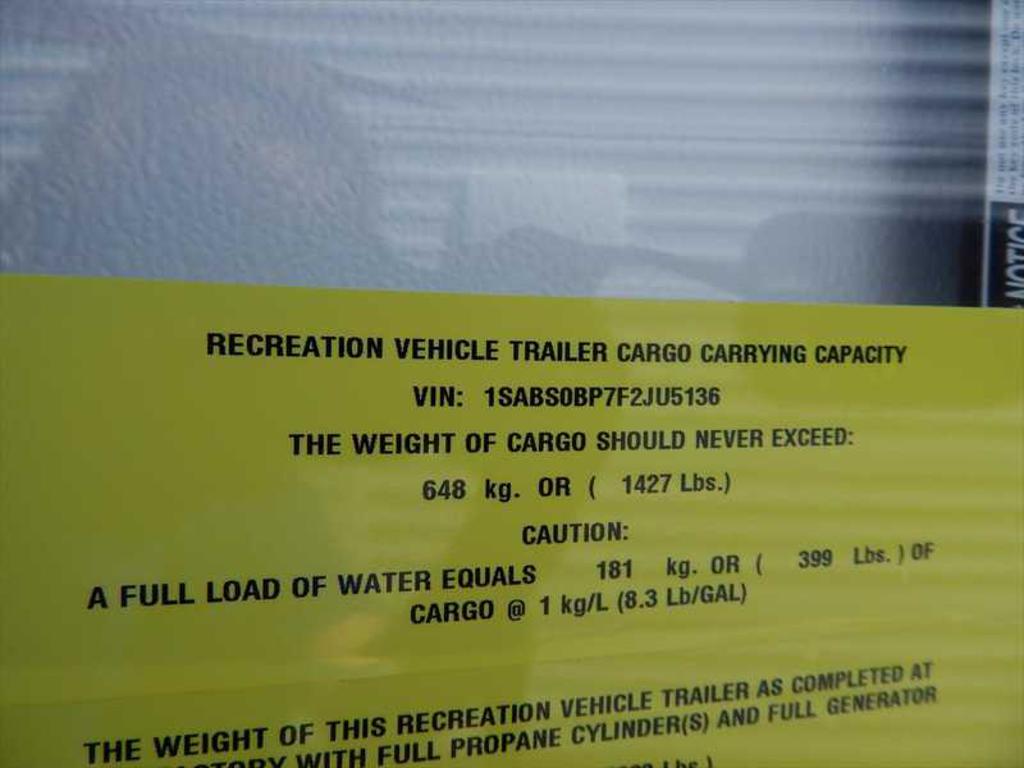 NOTICE
RECREATION VEHICLE TRAILER CARGO CARRYING CAPACITY
VIN: 1SABS0BP7F2JU5136
THE WEIGHT OF CARGO SHOULD NEVER EXCEED:
648 kg. OR ( 1427 Lbs.)
CAUTION:
A FULL LOAD OF WATER EQUALS 181 kg. OR ( 399 Lbs. ) OF
CARGO @ 1 kg/L (8.3 Lb/GAL)
THE WEIGHT OF THIS RECREATION VEHICLE TRAILER AS COMPLETED AT
WITH FULL PROPANE CYLINDER(S) AND FULL GENERATOR
Lbs.)